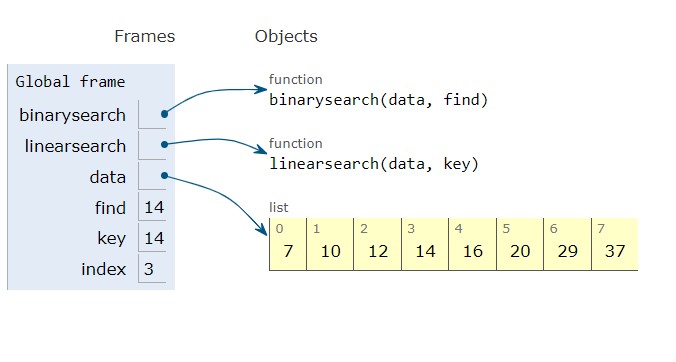 Frames Objects
Global frame
binarysearch
linearsearch
data
find 14
key 14
index 3
function
binarysearch(data, find)
function
linearsearch(data, key)
list
0 1 2 3 4 5 6 7
7 10 12 14 16 20 29 37